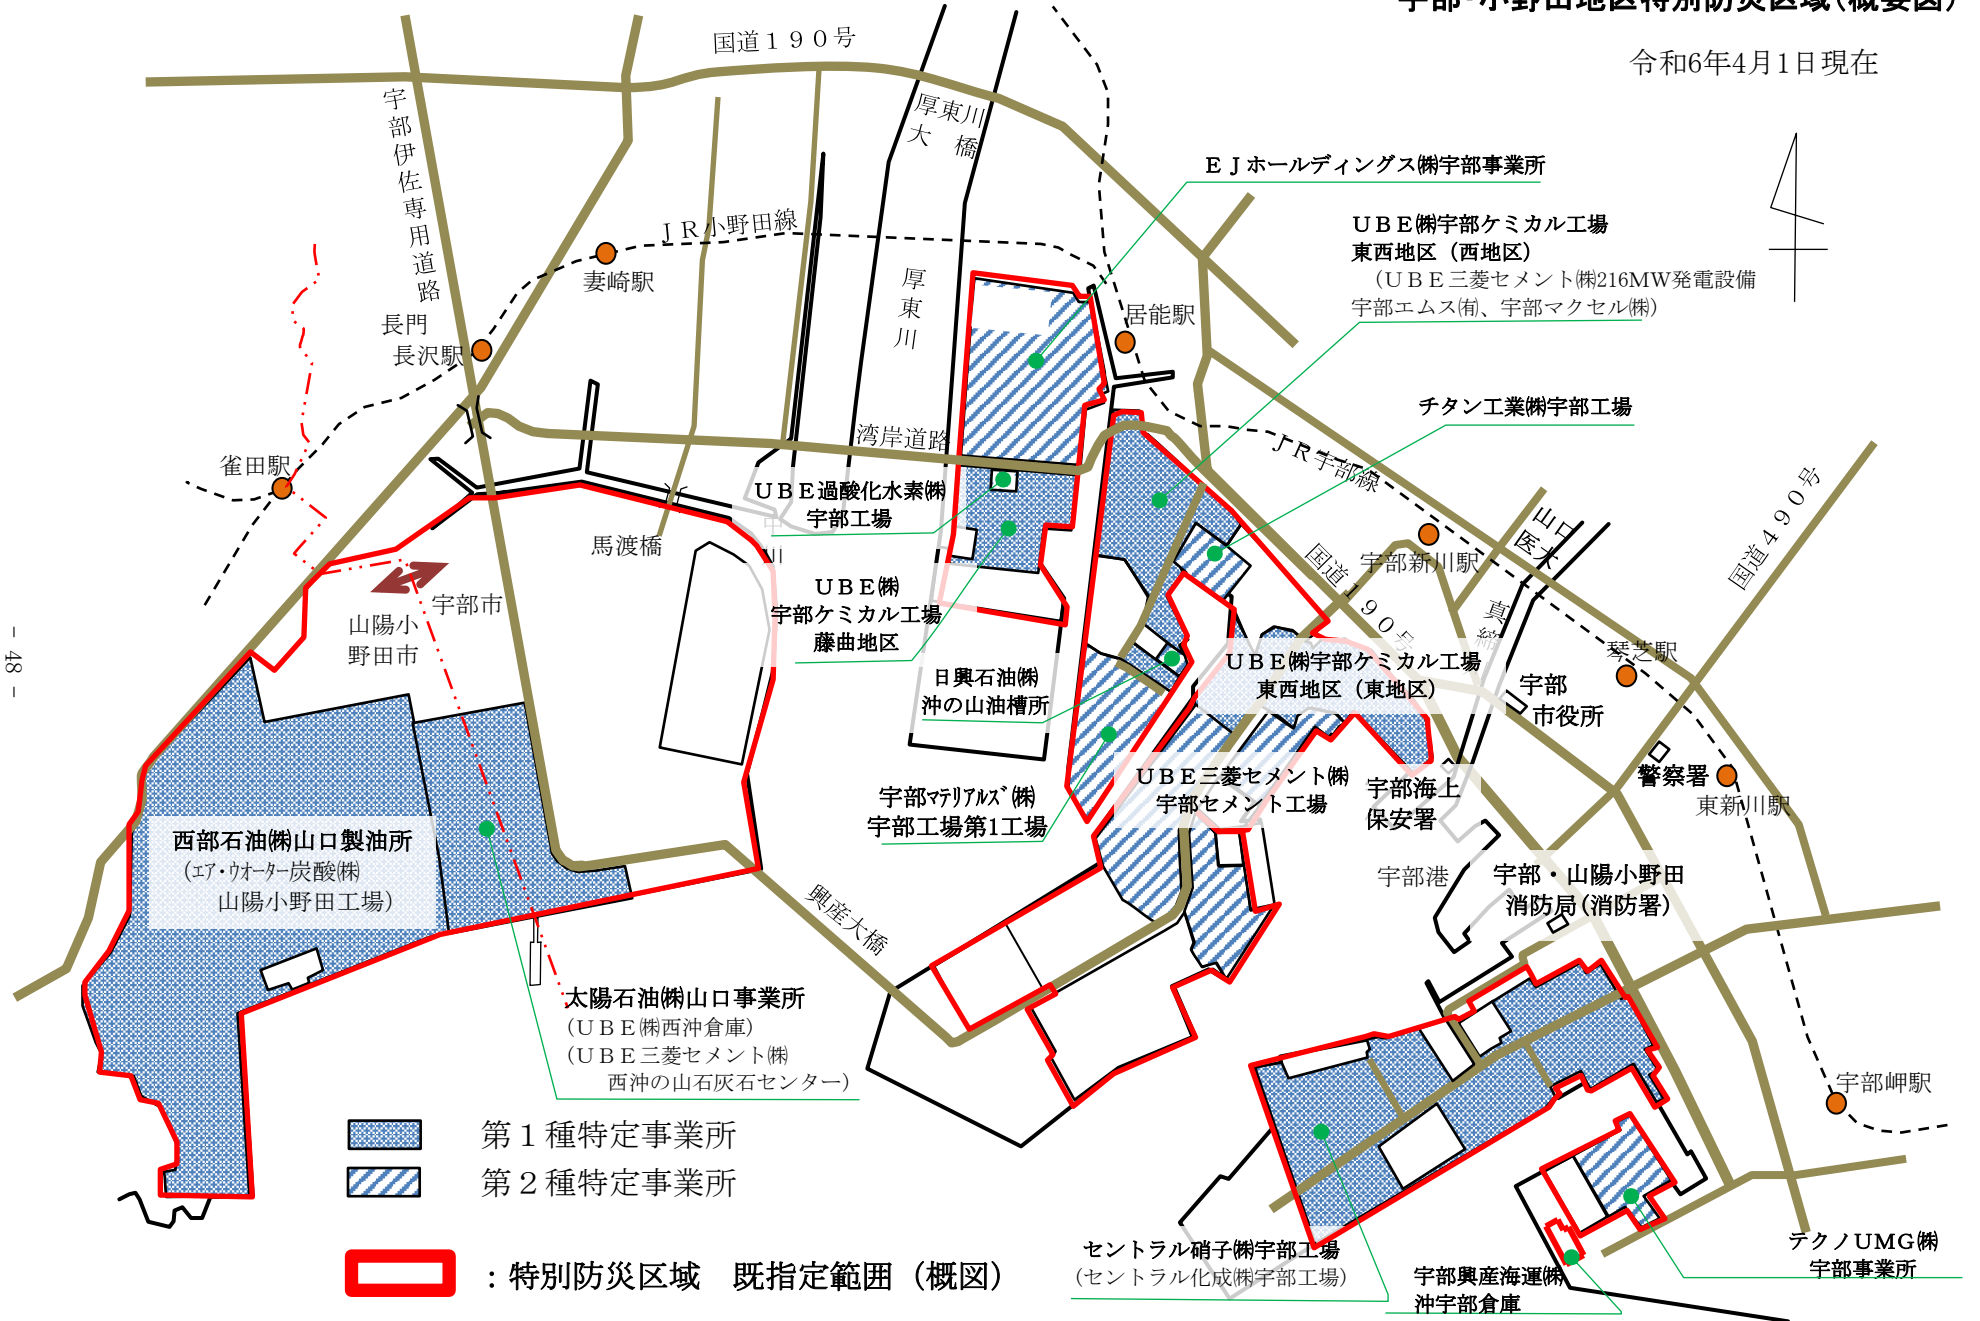 宇部・小野田地区特別防災区域(概要図)
令和6年4月1日現在
国道190号
宇部伊佐専用道路
厚東川
大橋
EJホールディングス㈱宇部事業所
UBE㈱宇部ケミカル工場
東西地区(西地区)
(UBE三菱セメント㈱216MW発電設備
宇部エムス㈲、宇部マクセル㈱)
JR小野田線
妻崎駅
厚東川
居能駅
長門
長沢駅
チタン工業㈱宇部工場
湾岸道路
JR宇部線
雀田駅
UBE過酸化水素㈱
宇部工場
中川
馬渡橋
山口
医大
国道490号
宇部新川駅
国道190号
真締
UBE㈱
宇部ケミカル工場
藤曲地区
宇部市
山陽小
野田市
琴芝駅
UBE㈱宇部ケミカル工場
東西地区(東地区)
日興石油㈱
沖の山油槽所
宇部
市役所
- 48 -
警察署
東新川駅
UBE三菱セメント㈱
宇部セメント工場
宇部海上
保安署
宇部ﾏﾃﾘｱﾙｽﾞ㈱
宇部工場第1工場
西部石油㈱山口製油所
(ｴｱ・ｳｵｰﾀｰ炭酸㈱
山陽小野田工場)
宇部港
宇部・山陽小野田
消防局(消防署)
興産大橋
太陽石油㈱山口事業所
(UBE㈱西沖倉庫)
(UBE三菱セメント㈱
西沖の山石灰石センター)
宇部岬駅
第1種特定事業所
第2種特定事業所
:特別防災区域 既指定範囲(概図)
セントラル硝子㈱宇部工場
(セントラル化成㈱宇部工場)
宇部興産海運㈱
沖宇部倉庫
テクノUMG㈱
宇部事業所